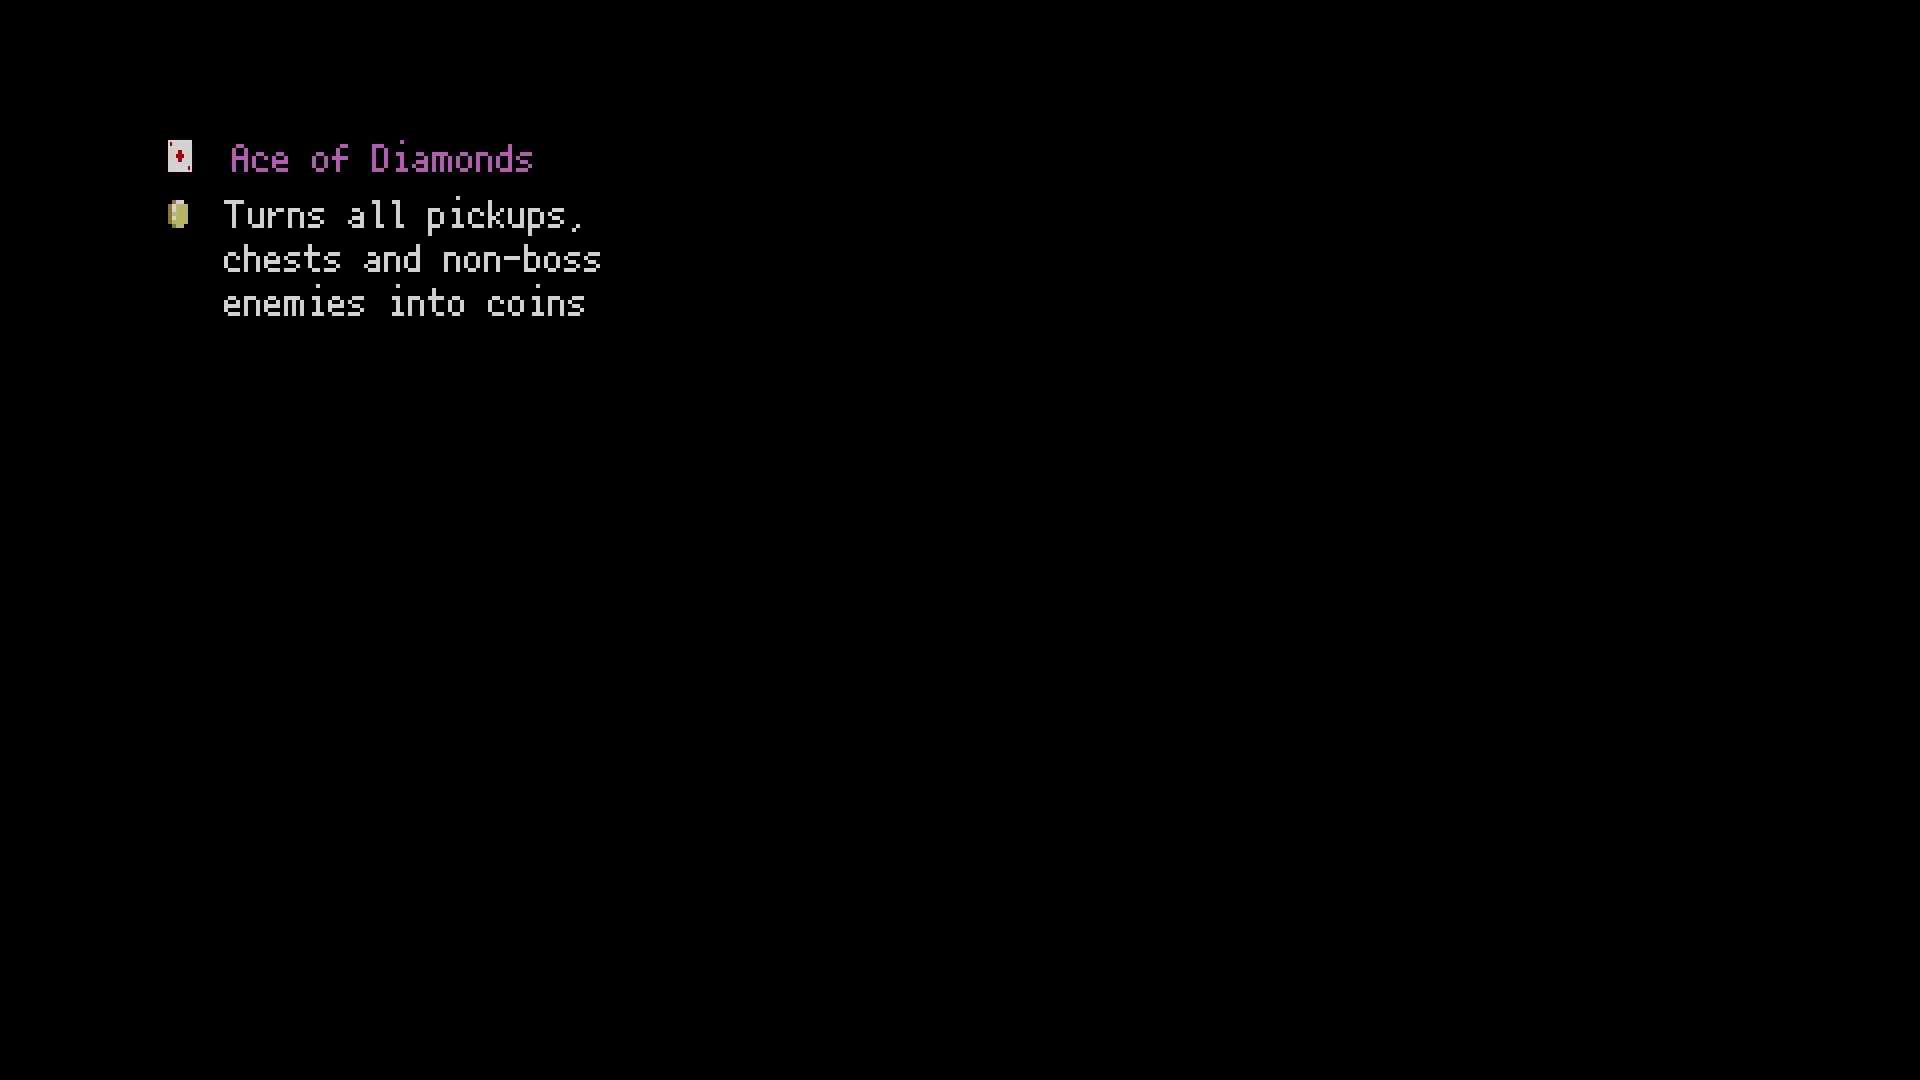 Ace of Diamonds
Turns all pickups,
chests and non-boss
enemies into coins